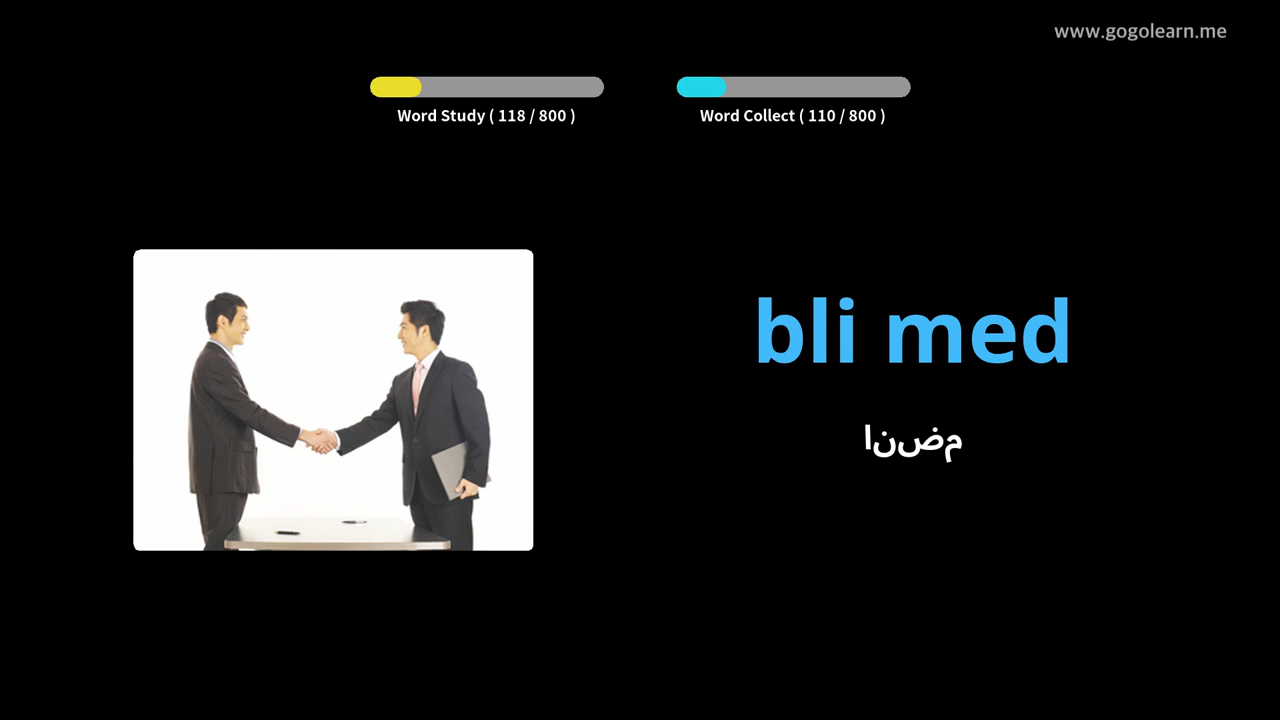 www.gogolearn.me
Word Study ( 118 / 800 )
Word Collect ( 110 / 800 )
bli med
انضم